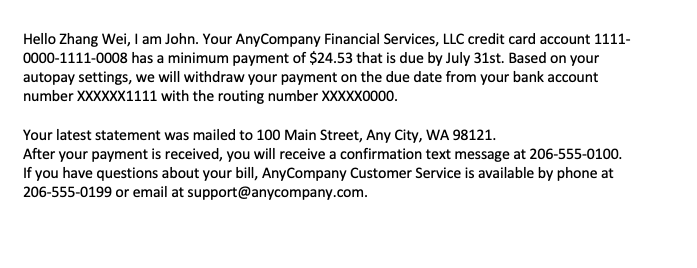 Hello Zhang Wei, I am John. Your AnyCompany Financial Services, LLC credit card account 1111-
0000-1111-0008 has a minimum payment of $24.53 that is due by July 31st. Based on your
autopay settings, we will withdraw your payment on the due date from your bank account
number XXXXXX1111 with the routing number XXXXX0000.
Your latest statement was mailed to 100 Main Street, Any City, WA 98121.
After your payment is received, you will receive a confirmation text message at 206-555-0100.
If you have questions about your bill, AnyCompany Customer Service is available by phone at
206-555-0199 or email at support@anycompany.com.